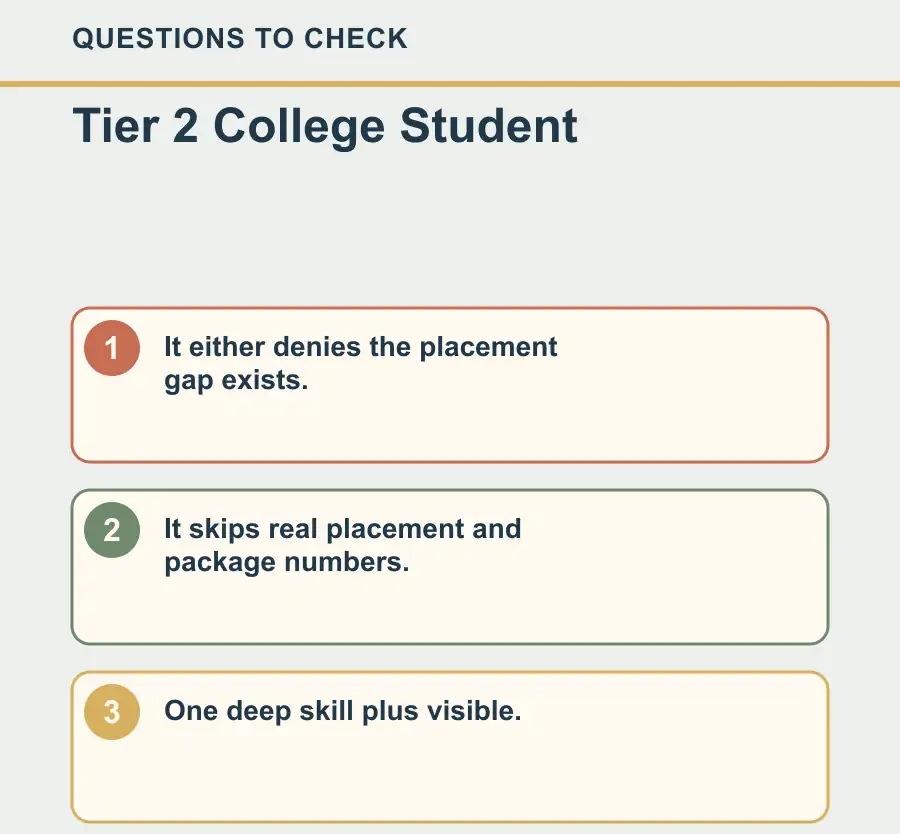 QUESTIONS TO CHECK
Tier 2 College Student
1
It either denies the placement
gap exists.
2
It skips real placement and
package numbers.
3
One deep skill plus visible.